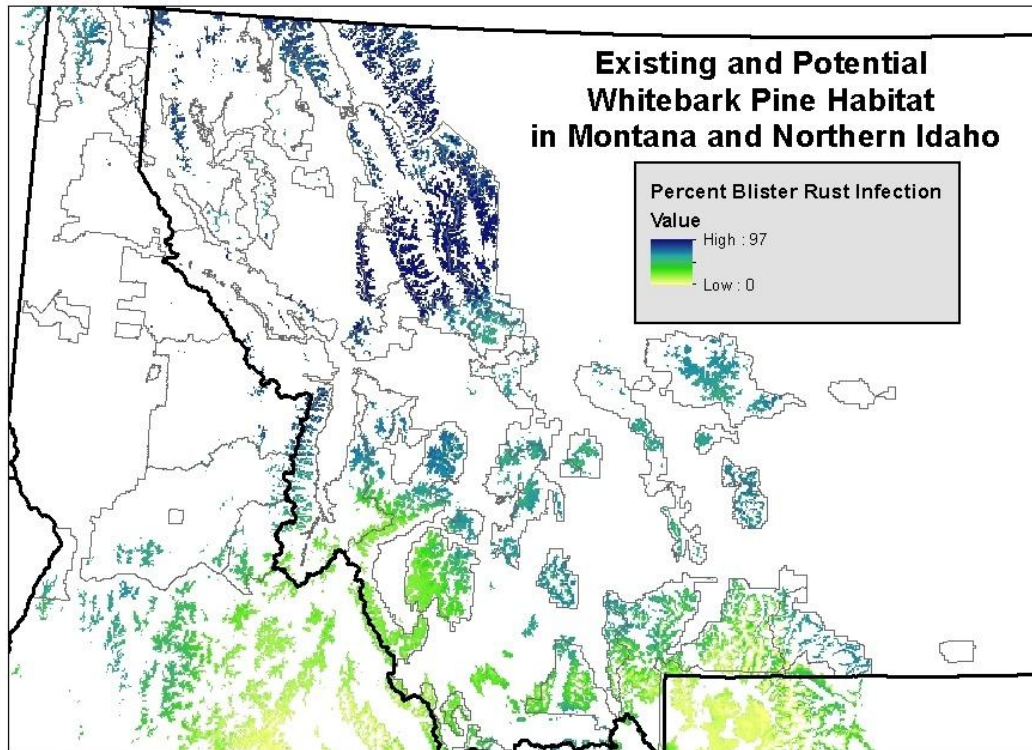 Existing and Potential
Whitebark Pine Habitat
in Montana and Northern Idaho
Percent Blister Rust Infection
Value
High : 97
Low : 0